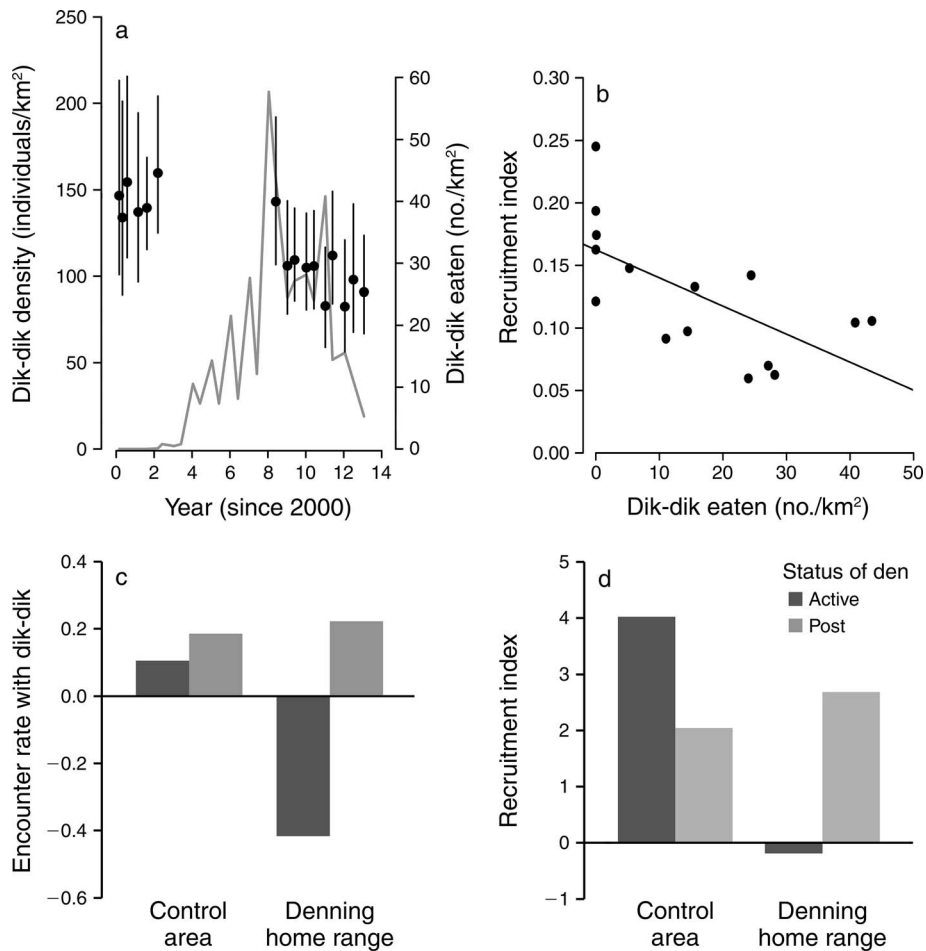 a
250
200
150
100
50
0
Dik-dik density (individuals/km²)
60
50
40
30
20
10
0
Dik-dik eaten (no./km²)
0 2 4 6 8 10 12 14
Year (since 2000)
b
0.30
0.25
0.20
0.15
0.10
0.05
0.00
Recruitment index
0 10 20 30 40 50
Dik-dik eaten (no./km²)
c
0.4
0.2
0.0
−0.2
−0.4
−0.6
Encounter rate with dik-dik
Control
area
Denning
home range
d
5
4
3
2
1
0
−1
Recruitment index
Status of den
Active
Post
Control
area
Denning
home range